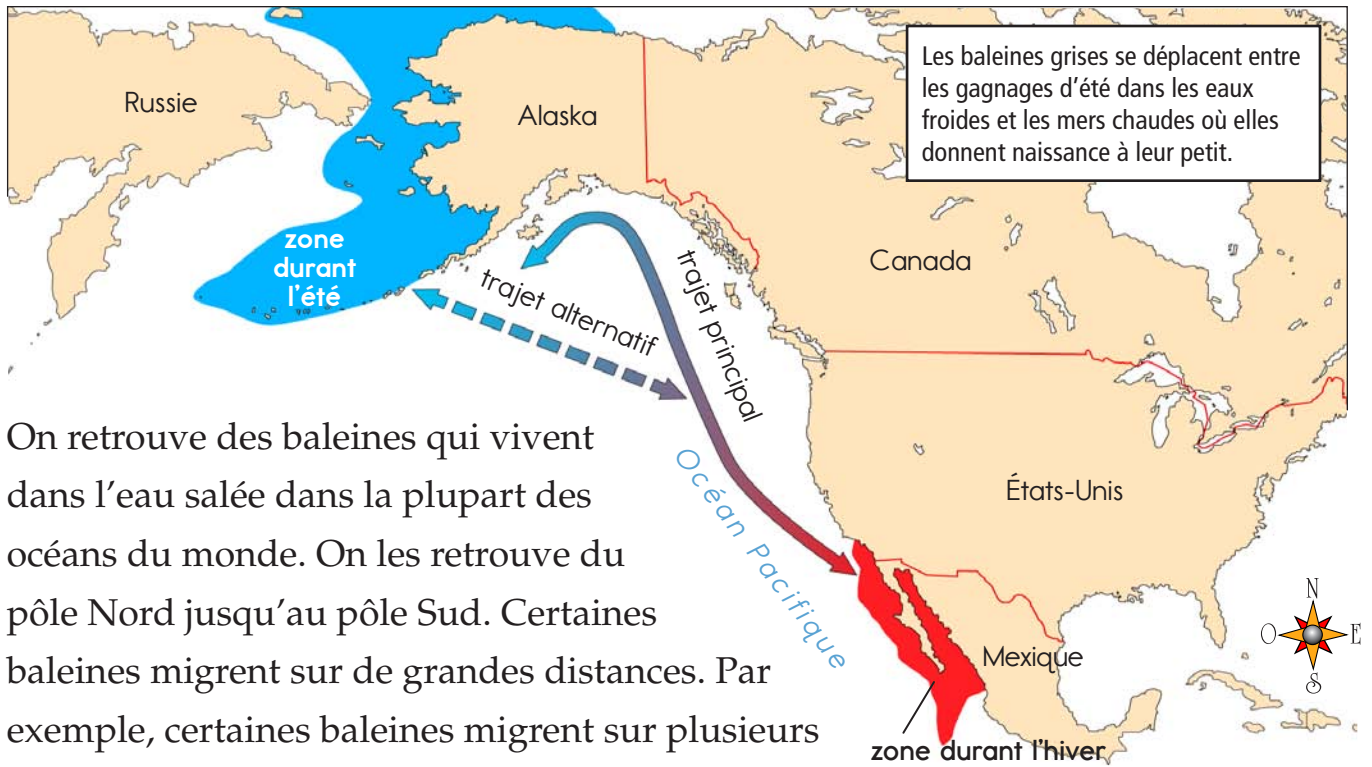 Les baleines grises se déplacent entre
les gagnages d'été dans les eaux
froides et les mers chaudes où elles
donnent naissance à leur petit.
Russie
Alaska
zone
durant
l'été
trajet alternatif
trajet principal
Canada
Océan Pacifique
États-Unis
Mexique
zone durant l'hiver
N
O
E
S
On retrouve des baleines qui vivent
dans l'eau salée dans la plupart des
océans du monde. On les retrouve du
pôle Nord jusqu'au pôle Sud. Certaines
baleines migrent sur de grandes distances. Par
exemple, certaines baleines migrent sur plusieurs